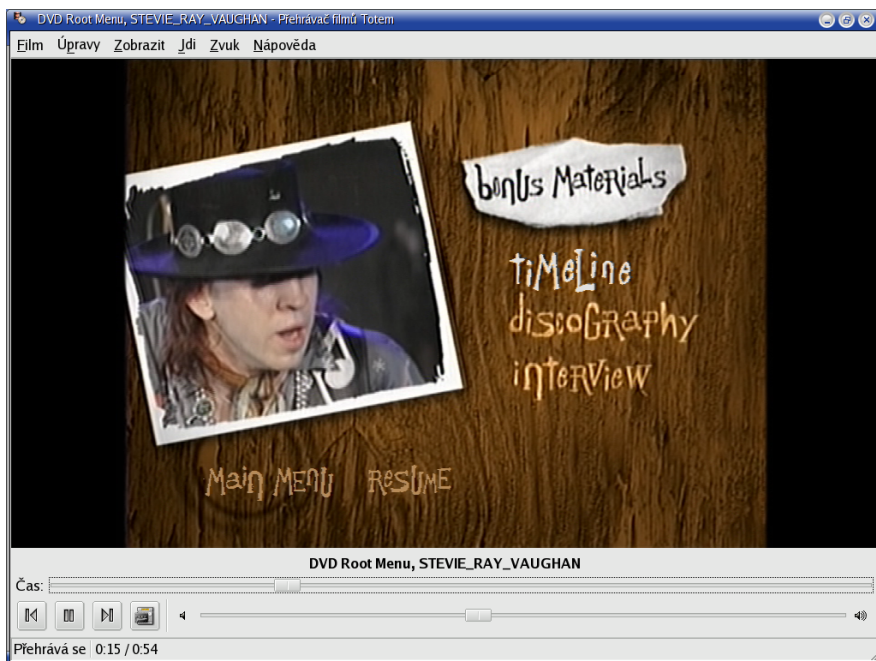 DVD Root Menu, STEVIE_RAY_VAUGHAN - Přehrávač filmů Totem
Film Úpravy Zobrazit Jdi Zvuk Nápověda
bonus MateRiaLs
tiMeLine
discoGRaphy
inteRView
Main MENU ReSUME
DVD Root Menu, STEVIE_RAY_VAUGHAN
Čas:
Přehrává se 0:15 / 0:54